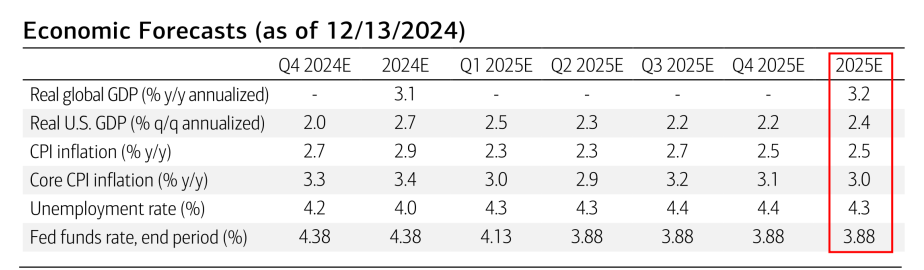 Economic Forecasts (as of 12/13/2024)
Q4 2024E 2024E Q1 2025E Q2 2025E Q3 2025E Q4 2025E 2025E
Real global GDP (% y/y annualized) - 3.1 - - - - 3.2
Real U.S. GDP (% q/q annualized) 2.0 2.7 2.5 2.3 2.2 2.2 2.4
CPI inflation (% y/y) 2.7 2.9 2.3 2.3 2.7 2.5 2.5
Core CPI inflation (% y/y) 3.3 3.4 3.0 2.9 3.2 3.1 3.0
Unemployment rate (%) 4.2 4.0 4.3 4.3 4.4 4.4 4.3
Fed funds rate, end period (%) 4.38 4.38 4.13 3.88 3.88 3.88 3.88